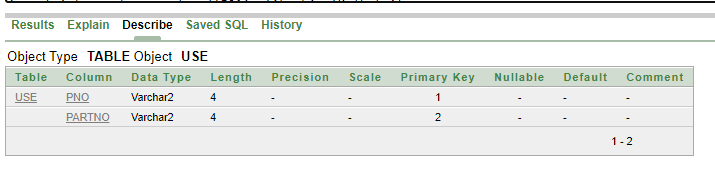 Results Explain Describe Saved SQL History
Object Type TABLE Object USE
Table Column Data Type Length Precision Scale Primary Key Nullable Default Comment
USE PNO Varchar2 4 - - 1 - - -
PARTNO Varchar2 4 - - 2 - - -
1 - 2